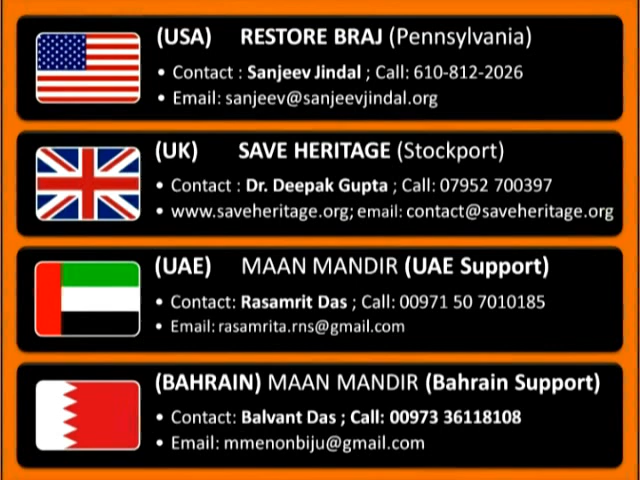 (USA) RESTORE BRAJ (Pennsylvania)
• Contact : Sanjeev Jindal ; Call: 610-812-2026
• Email: sanjeev@sanjeevjindal.org
(UK) SAVE HERITAGE (Stockport)
• Contact : Dr. Deepak Gupta ; Call: 07952 700397
• www.saveheritage.org; email: contact@saveheritage.org
(UAE) MAAN MANDIR (UAE Support)
• Contact: Rasamrit Das ; Call: 00971 50 7010185
• Email: rasamrita.rns@gmail.com
(BAHRAIN) MAAN MANDIR (Bahrain Support)
• Contact: Balvant Das ; Call: 00973 36118108
• Email: mmenonbiju@gmail.com